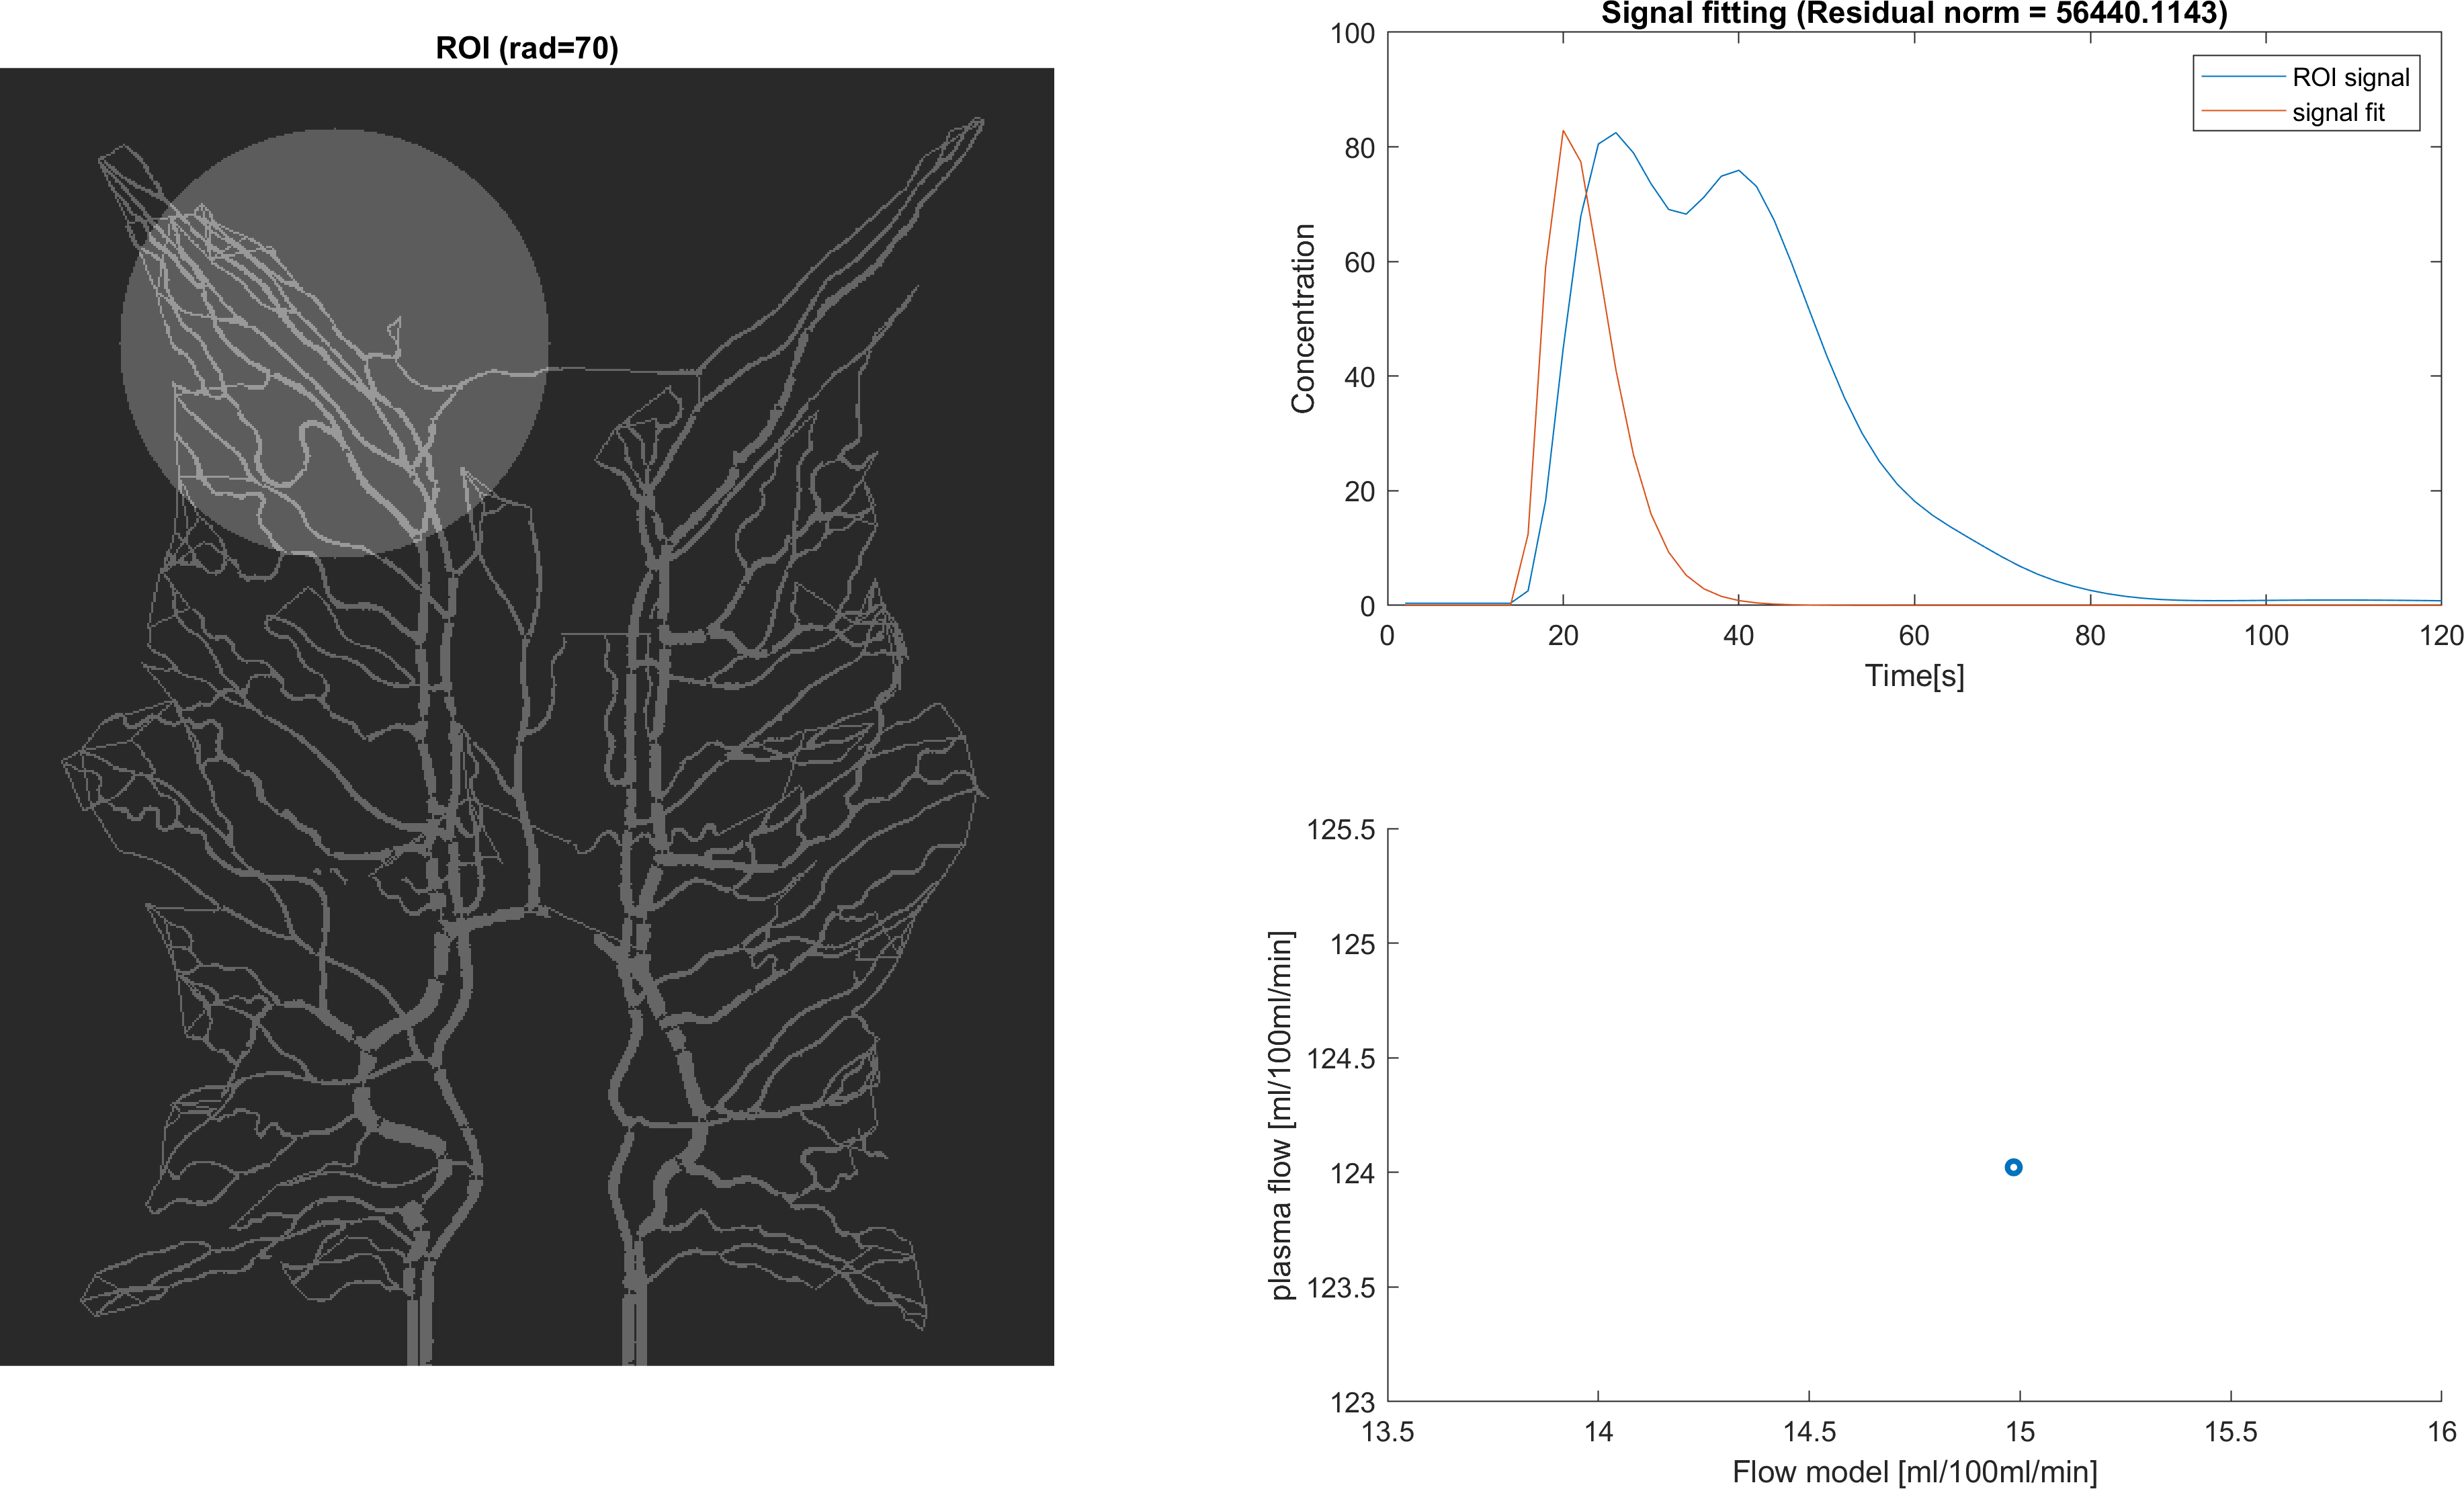 ROI (rad=70)
Signal fitting (Residual norm = 56440.1143)
100
80
60
40
20
0
Concentration
ROI signal
signal fit
0 20 40 60 80 100 120
Time[s]
125.5
125
124.5
124
123.5
123
plasma flow [ml/100ml/min]
13.5 14 14.5 15 15.5 16
Flow model [ml/100ml/min]